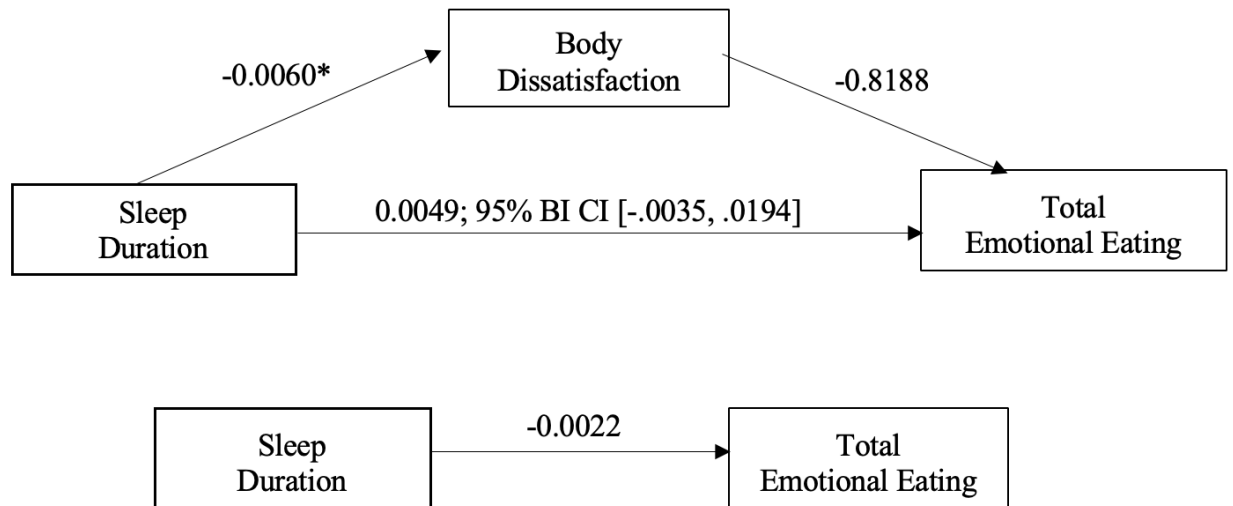 Body
Dissatisfaction
-0.0060*
-0.8188
Sleep
Duration
0.0049; 95% BI CI [-.0035, .0194]
Total
Emotional Eating
Sleep
Duration
-0.0022
Total
Emotional Eating